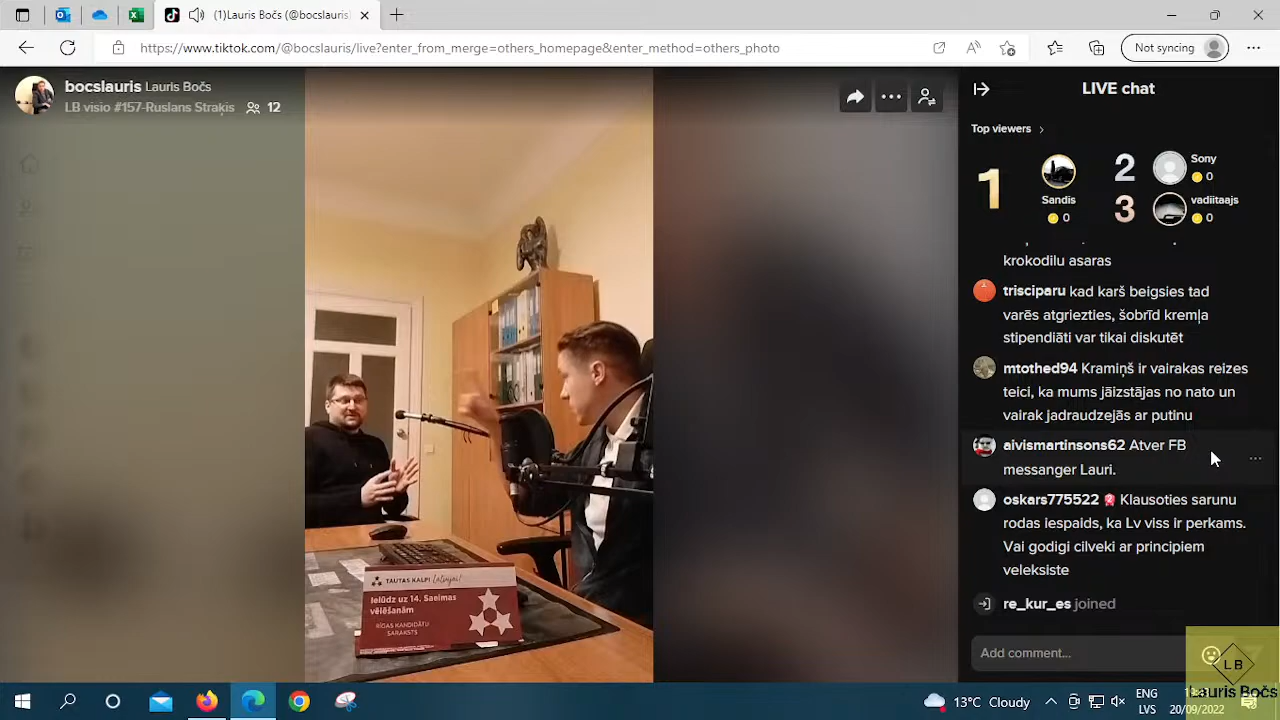 (1)Lauris Bočs (@bocslauris
https://www.tiktok.com/@bocslauris/live?enter_from_merge=others_homepage&enter_method=others_photo
Not syncing
bocslauris Lauris Bočs
LB visio #157-Ruslans Straķis 12
LIVE chat
Top viewers
1
Sandis
0
2
Sony
0
3
vadiitaajs
0
krokodilu asaras
trisciparu kad karš beigsies tad
varēs atgriezties, šobrīd kremļa
stipendiāti var tikai diskutēt
Kramiņš ir vairakas reizes
teici, ka mums jāizstājas no nato un
vairak jadraudzejās ar putinu
aivismartinsons62 Atver FB
messanger Lauri.
oskars775522 Klausoties sarunu
rodas iespaids, ka Lv viss ir perkams.
Vai godigi cilveki ar principiem
veleksiste
re_kur_es joined
Add comment...
TAUTAS KALPI Latvijai!
Ielūdz uz 14. Saeimas
vēlēšanām
RĪGAS KANDIDĀTU
SARAKSTS
L B
Lauris Bočs
13°C Cloudy
ENG
LVS
20/09/2022